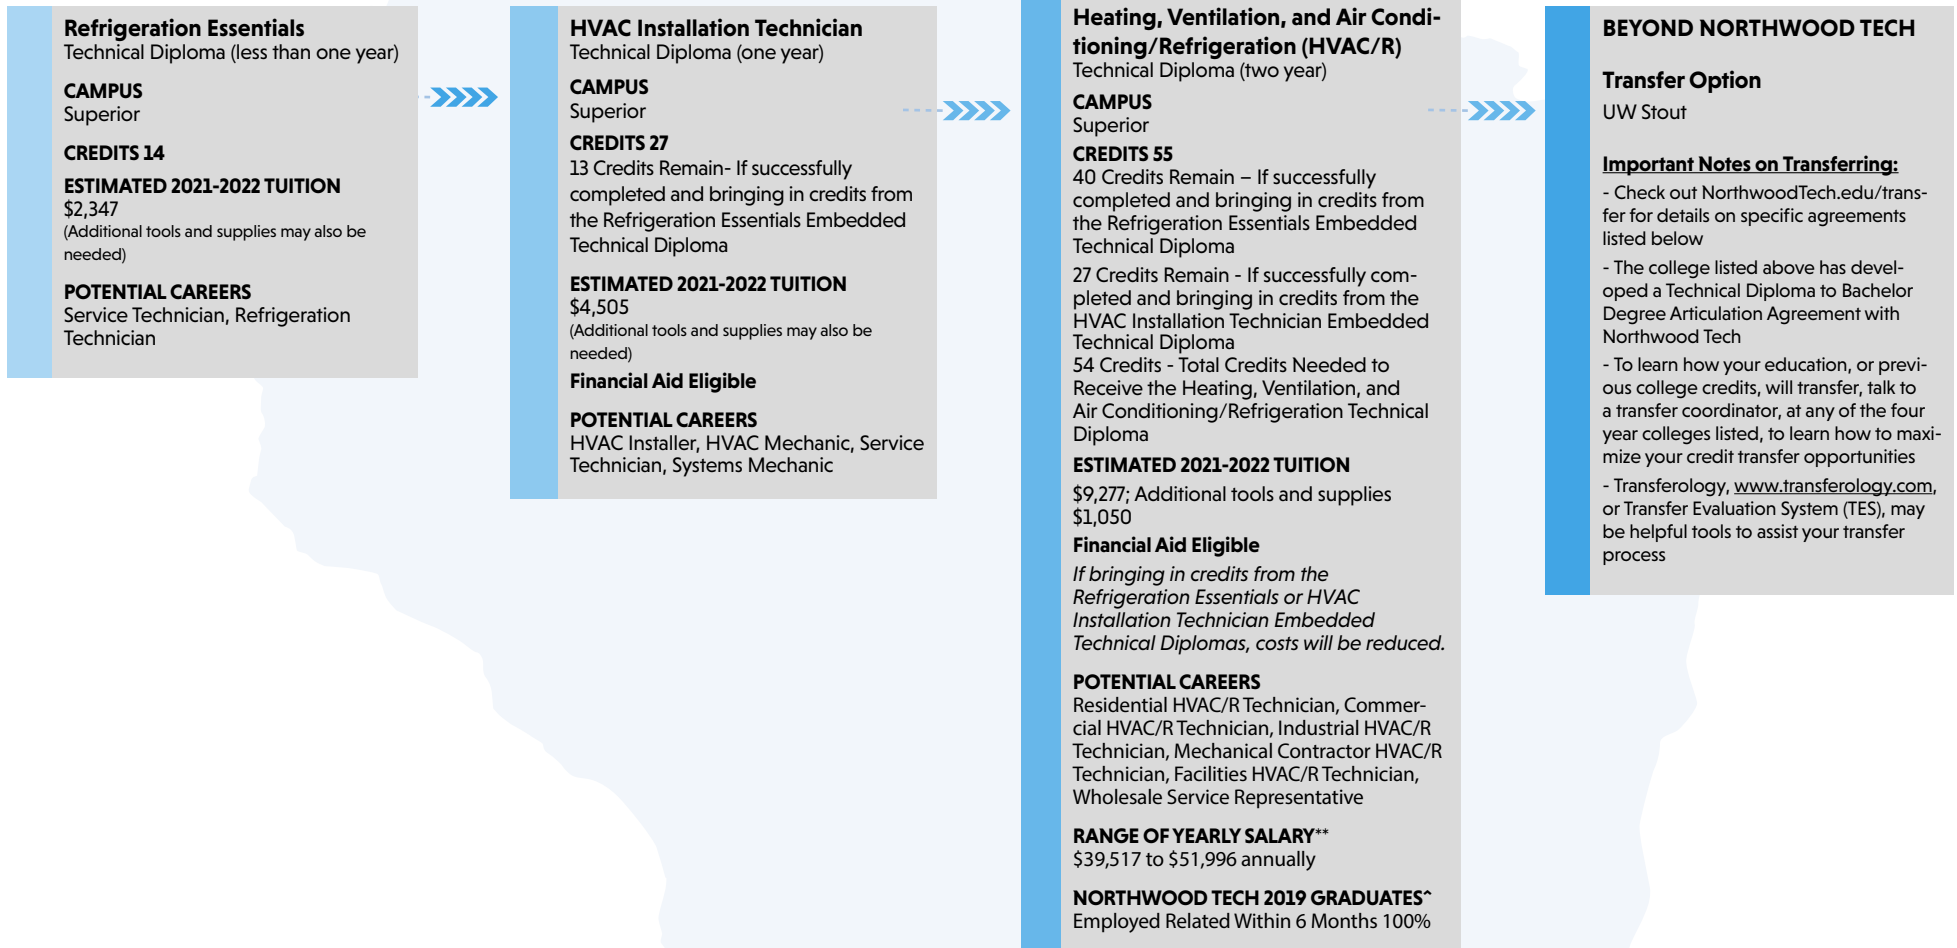 Refrigeration Essentials
Technical Diploma (less than one year)
CAMPUS
Superior
CREDITS 14
ESTIMATED 2021-2022 TUITION
$2,347
(Additional tools and supplies may also be
needed)
POTENTIAL CAREERS
Service Technician, Refrigeration
Technician
HVAC Installation Technician
Technical Diploma (one year)
CAMPUS
Superior
CREDITS 27
13 Credits Remain- If successfully
completed and bringing in credits from
the Refrigeration Essentials Embedded
Technical Diploma
ESTIMATED 2021-2022 TUITION
$4,505
(Additional tools and supplies may also be
needed)
Financial Aid Eligible
POTENTIAL CAREERS
HVAC Installer, HVAC Mechanic, Service
Technician, Systems Mechanic
Heating, Ventilation, and Air Condi-
tioning/Refrigeration (HVAC/R)
Technical Diploma (two year)
CAMPUS
Superior
CREDITS 55
40 Credits Remain – If successfully
completed and bringing in credits from
the Refrigeration Essentials Embedded
Technical Diploma
27 Credits Remain - If successfully com-
pleted and bringing in credits from the
HVAC Installation Technician Embedded
Technical Diploma
54 Credits - Total Credits Needed to
Receive the Heating, Ventilation, and
Air Conditioning/Refrigeration Technical
Diploma
ESTIMATED 2021-2022 TUITION
$9,277; Additional tools and supplies
$1,050
Financial Aid Eligible
If bringing in credits from the
Refrigeration Essentials or HVAC
Installation Technician Embedded
Technical Diplomas, costs will be reduced.
POTENTIAL CAREERS
Residential HVAC/R Technician, Commer-
cial HVAC/R Technician, Industrial HVAC/R
Technician, Mechanical Contractor HVAC/R
Technician, Facilities HVAC/R Technician,
Wholesale Service Representative
RANGE OF YEARLY SALARY**
$39,517 to $51,996 annually
NORTHWOOD TECH 2019 GRADUATES^
Employed Related Within 6 Months 100%
BEYOND NORTHWOOD TECH
Transfer Option
UW Stout
Important Notes on Transferring:
- Check out NorthwoodTech.edu/trans-
fer for details on specific agreements
listed below
- The college listed above has devel-
oped a Technical Diploma to Bachelor
Degree Articulation Agreement with
Northwood Tech
- To learn how your education, or previ-
ous college credits, will transfer, talk to
a transfer coordinator, at any of the four
year colleges listed, to learn how to maxi-
mize your credit transfer opportunities
- Transferology, www.transferology.com,
or Transfer Evaluation System (TES), may
be helpful tools to assist your transfer
process